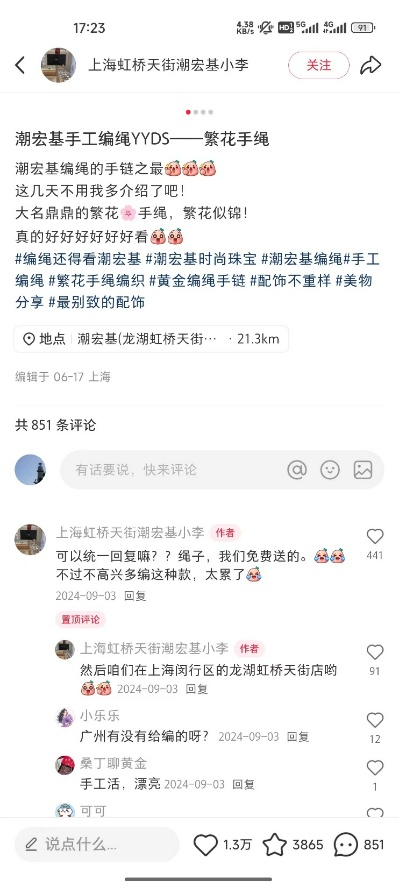 17:23
4.38 KB/s HD 5G 4G 91
上海虹桥天街潮宏基小李
关注
潮宏基手工编绳YYDS——繁花手绳
潮宏基编绳的手链之最
这几天不用我多介绍了吧！
大名鼎鼎的繁花🌸手绳，繁花似锦！
真的好好好好好好看
#编绳还得看潮宏基 #潮宏基时尚珠宝 #潮宏基编绳#手工
编绳 #繁花手绳编织 #黄金编绳手链 #配饰不重样 #美物
分享 #最别致的配饰
地点 潮宏基(龙湖虹桥天街… · 21.3km
编辑于 06-17 上海
共 851 条评论
有话要说，快来评论
上海虹桥天街潮宏基小李 作者
可以统一回复嘛？？绳子，我们免费送的。
不过不高兴多编这种款，太累了
441
2024-09-03 回复
置顶评论
上海虹桥天街潮宏基小李 作者
然后咱们在上海闵行区的龙湖虹桥天街店哟
2024-09-03 回复
91
小乐乐
广州有没有给编的呀？ 2024-09-03 回复
12
桑丁聊黄金
手工活，漂亮 2024-09-03 回复
1
可可
说点什么...
1.3万
3865
851